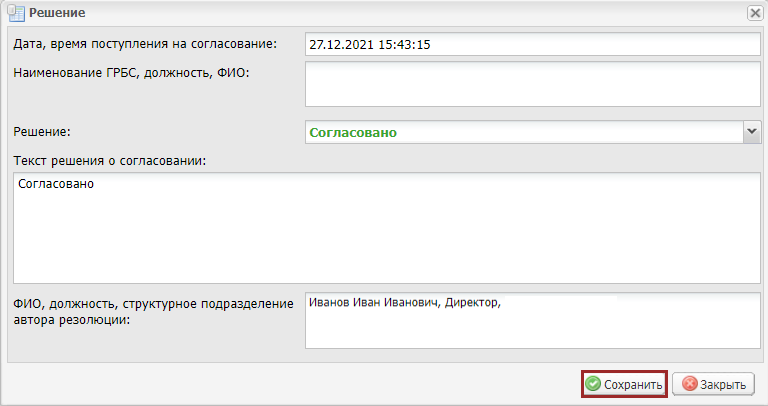 Решение
Дата, время поступления на согласование:
27.12.2021 15:43:15
Наименование ГРБС, должность, ФИО:
Решение:
Согласовано
Текст решения о согласовании:
Согласовано
ФИО, должность, структурное подразделение
автора резолюции:
Иванов Иван Иванович, Директор,
Сохранить
Закрыть